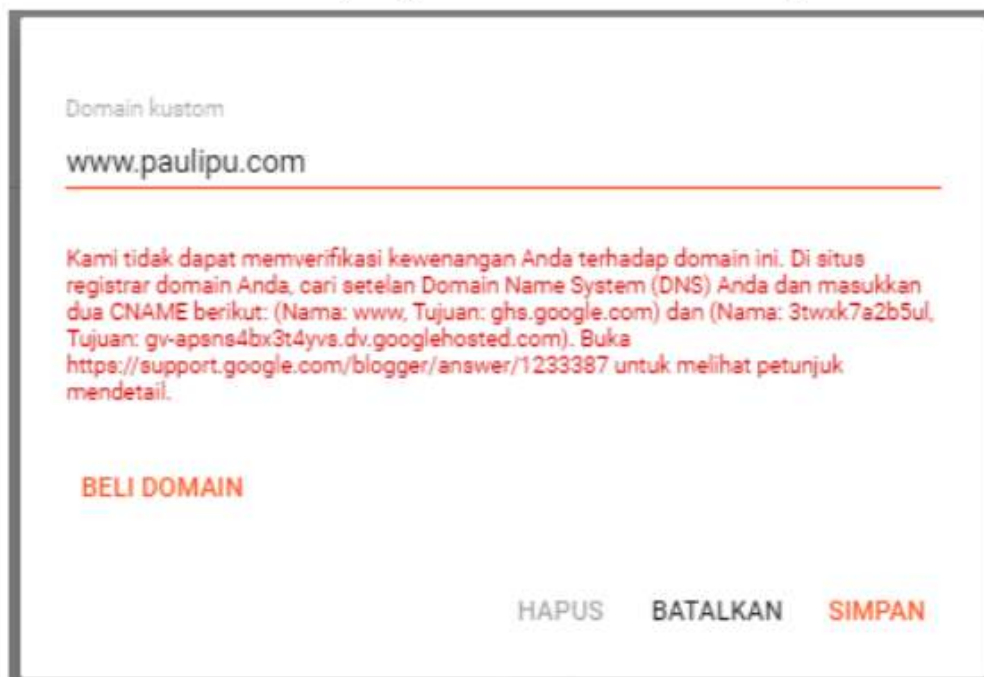 Domain kustom
www.paulipu.com
Kami tidak dapat memverifikasi kewenangan Anda terhadap domain ini. Di situs
registrar domain Anda, cari setelan Domain Name System (DNS) Anda dan masukkan
dua CNAME berikut: (Nama: www, Tujuan: ghs.google.com) dan (Nama: 3twxk7a2b5ul,
Tujuan: gv-apsns4bx3t4yvs.dv.googlehosted.com). Buka
https://support.google.com/blogger/answer/1233387 untuk melihat petunjuk
mendetail.
BELI DOMAIN
HAPUS BATALKAN SIMPAN